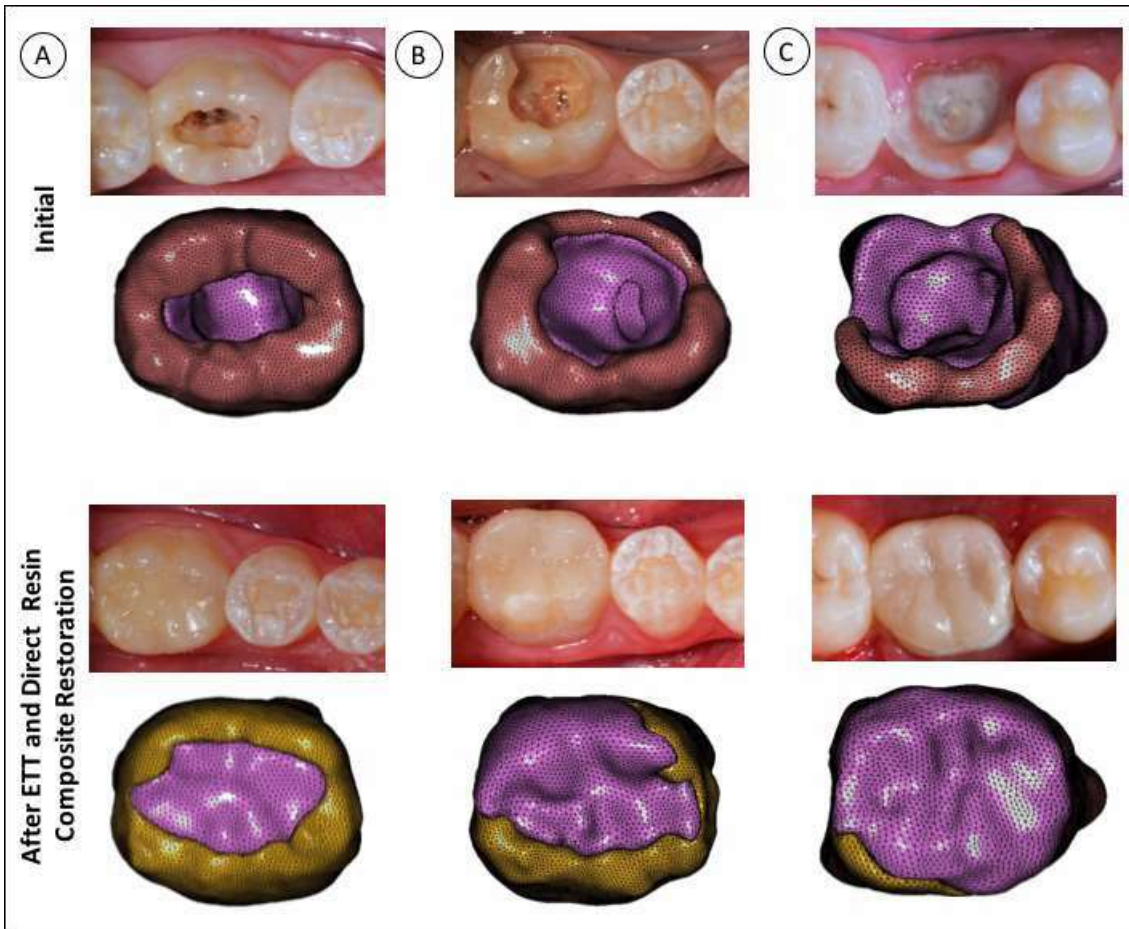 A
B
C
Initial
After ETT and Direct Resin
Composite Restoration